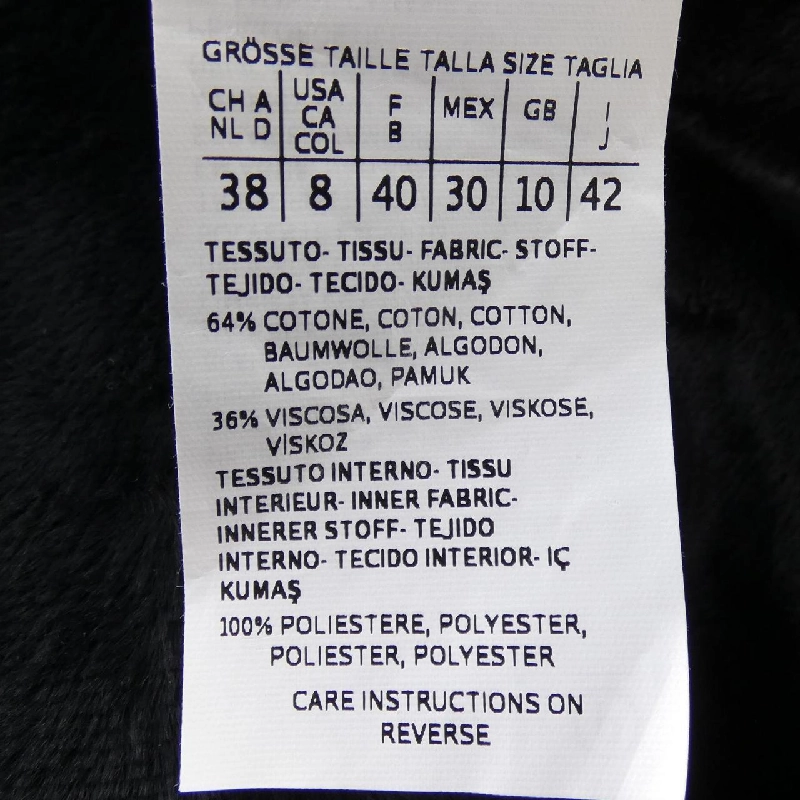 GRÖSSE TAILLE TALLA SIZE TAGLIA
CH A NL D | USA CA COL | F B | MEX | GB | I J
38 | 8 | 40 | 30 | 10 | 42
TESSUTO- TISSU- FABRIC- STOFF-
TEJIDO- TECIDO- KUMAŞ
64% COTONE, COTON, COTTON,
BAUMWOLLE, ALGODON,
ALGODAO, PAMUK
36% VISCOSA, VISCOSE, VISKOSE,
VİSKOZ
TESSUTO INTERNO- TISSU
INTERIEUR- INNER FABRIC-
INNERER STOFF- TEJIDO
INTERNO- TECIDO INTERIOR- IÇ
KUMAŞ
100% POLIESTERE, POLYESTER,
POLIESTER, POLYESTER
CARE INSTRUCTIONS ON
REVERSE